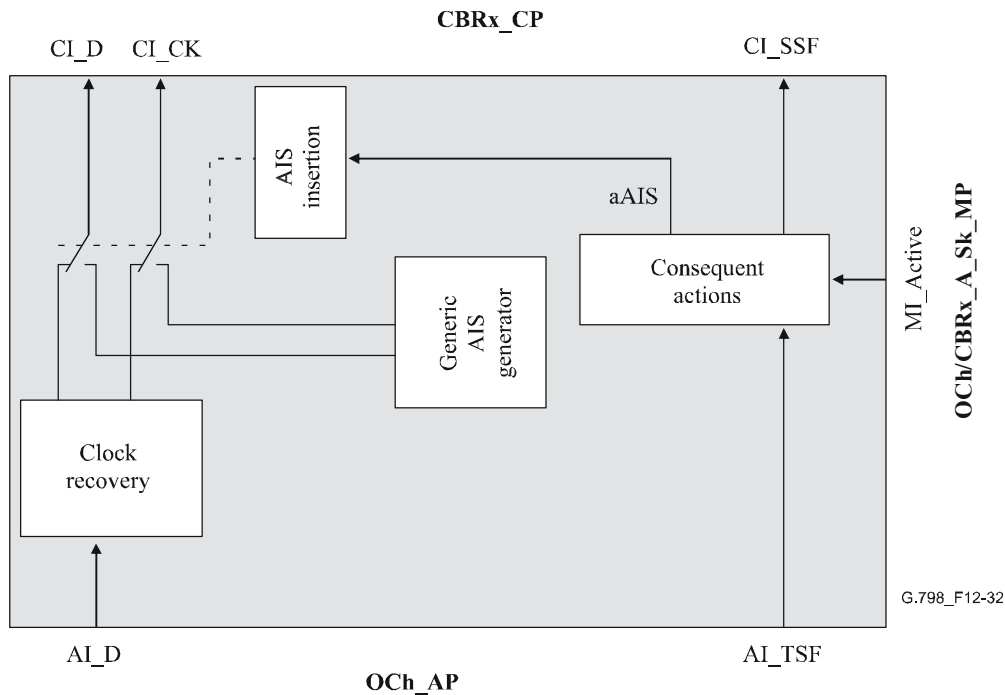 CBRx_CP
CI_D
CI_CK
CI_SSF
AIS
insertion
aAIS
Consequent
actions
MI_Active
OCh/CBRx_A_Sk_MP
Generic
AIS
generator
Clock
recovery
G.798_F12-32
AI_D
AI_TSF
OCh_AP